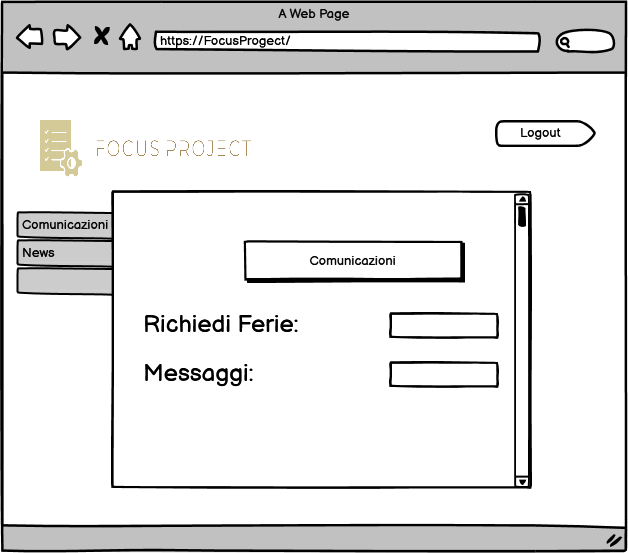 A Web Page
https://FocusProgect/
FOCUS PROJECT
Logout
Comunicazioni
News
Comunicazioni
Richiedi Ferie:
Messaggi: